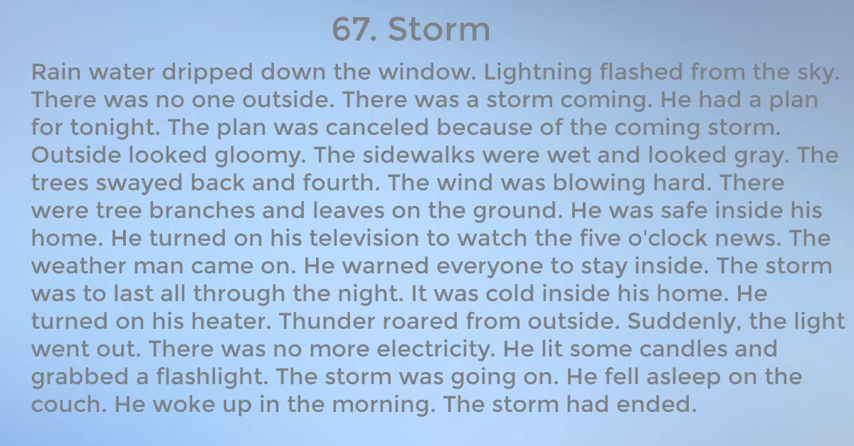 67. Storm
Rain water dripped down the window. Lightning flashed from the sky.
There was no one outside. There was a storm coming. He had a plan
for tonight. The plan was canceled because of the coming storm.
Outside looked gloomy. The sidewalks were wet and looked gray. The
trees swayed back and fourth. The wind was blowing hard. There
were tree branches and leaves on the ground. He was safe inside his
home. He turned on his television to watch the five o'clock news. The
weather man came on. He warned everyone to stay inside. The storm
was to last all through the night. It was cold inside his home. He
turned on his heater. Thunder roared from outside. Suddenly, the light
went out. There was no more electricity. He lit some candles and
grabbed a flashlight. The storm was going on. He fell asleep on the
couch. He woke up in the morning. The storm had ended.